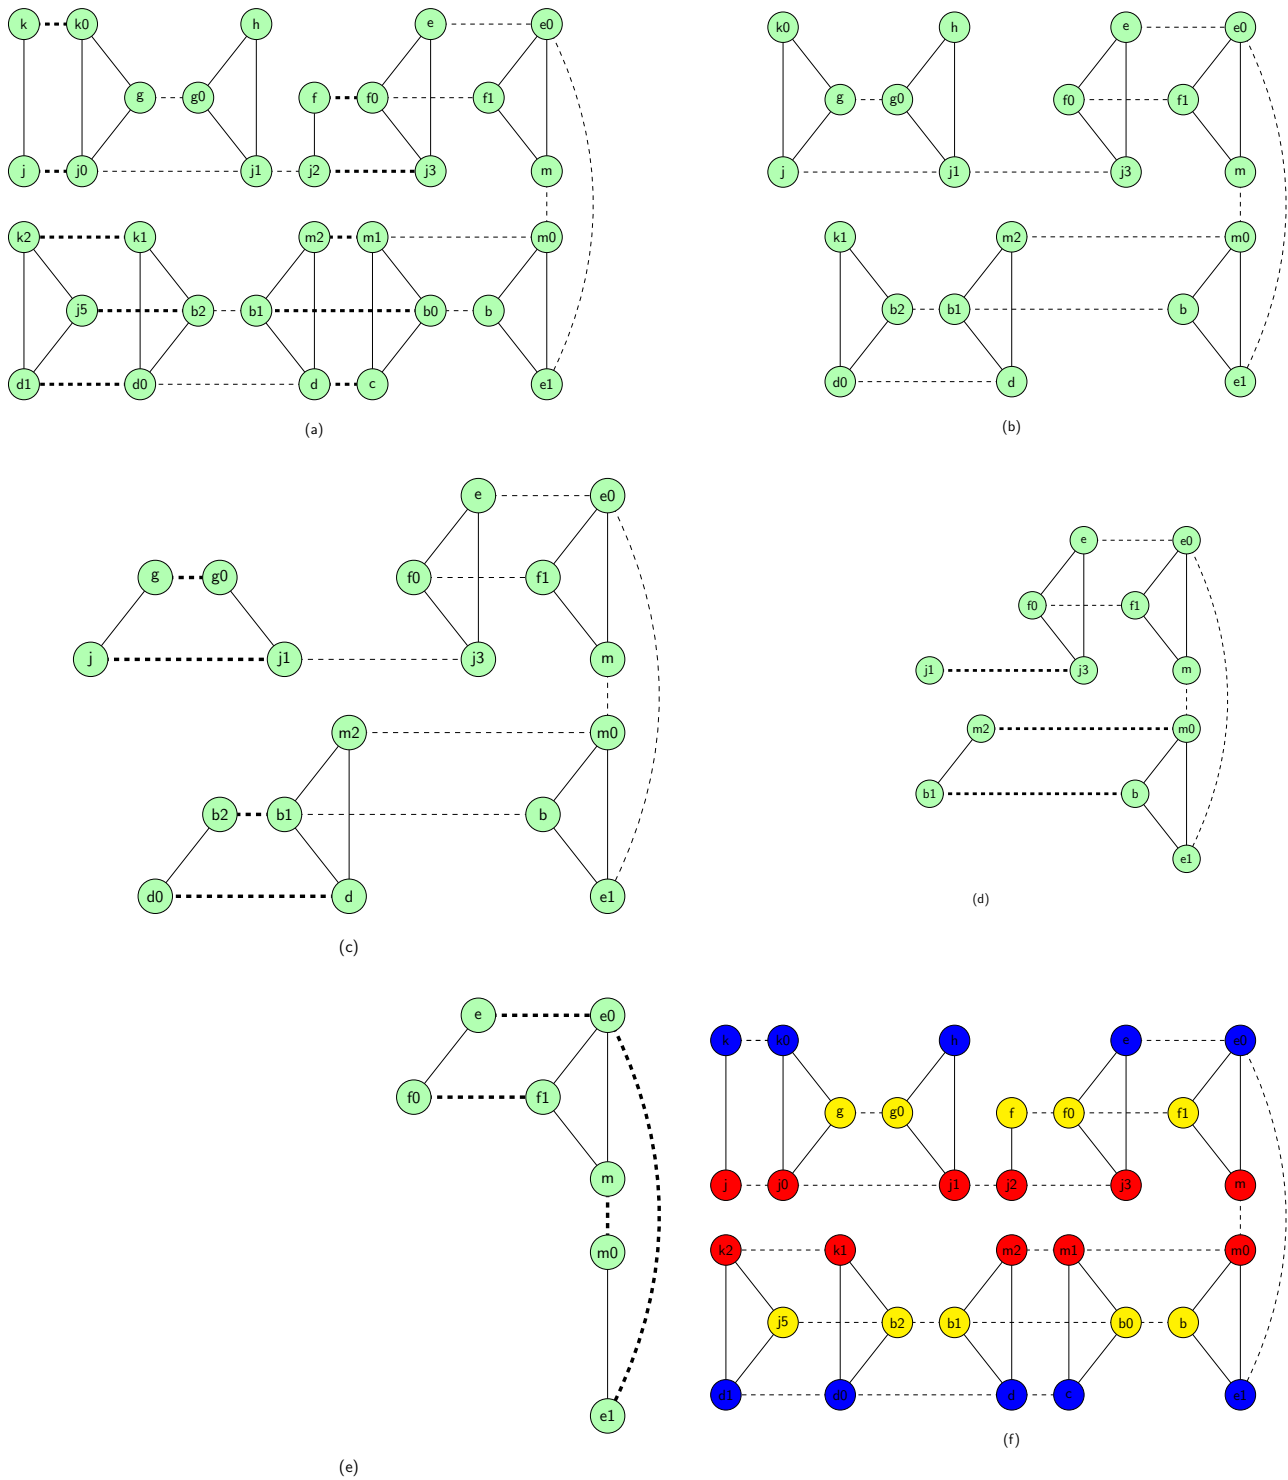 k k0 h e e0
g g0 f f0 f1
j j0 j1 j2 j3 m
k2 k1 m2 m1 m0
j5 b2 b1 b0 b
d1 d0 d c e1
(a)
k0 h e e0
g g0 f0 f1
j j1 j3 m
k1 m2 m0
b2 b1 b
d0 d e1
(b)
e e0
g g0 f0 f1
j j1 j3 m
m2 m0
b2 b1 b
d0 d e1
(c)
e e0
f0 f1
j1 j3 m
m2 m0
b1 b
e1
(d)
e e0
f0 f1
m
m0
e1
(e)
k k0 h e e0
g g0 f f0 f1
j j0 j1 j2 j3 m
k2 k1 m2 m1 m0
j5 b2 b1 b0 b
d1 d0 d c e1
(f)